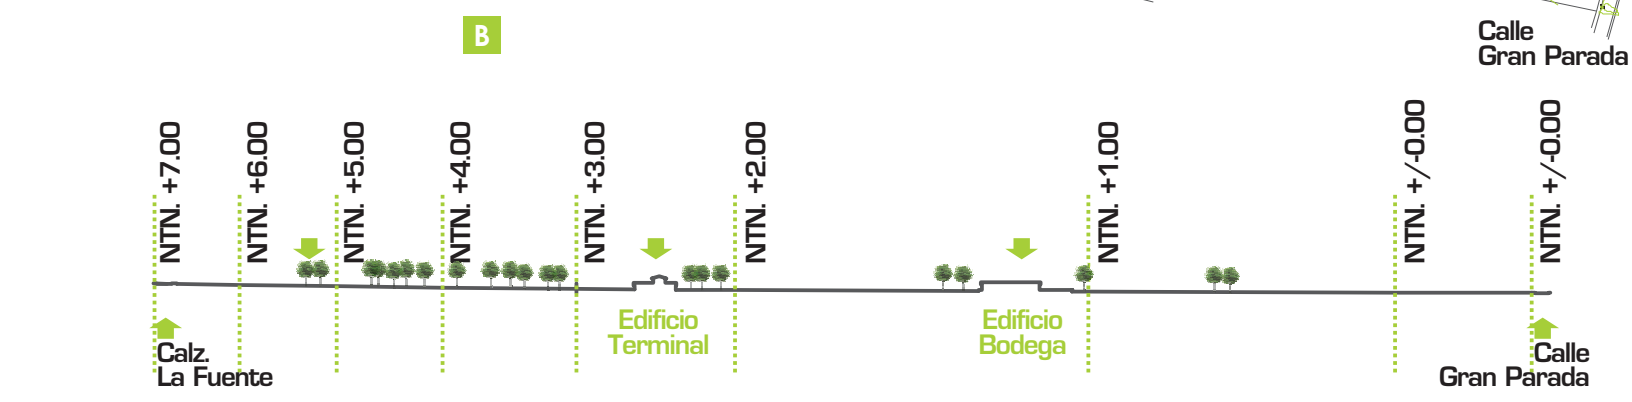 B
Calle
Gran Parada
NTN. +7.00
NTN. +6.00
NTN. +5.00
NTN. +4.00
NTN. +3.00
NTN. +2.00
NTN. +1.00
NTN. +/-0.00
NTN. +/-0.00
Edificio
Terminal
Edificio
Bodega
Calz.
La Fuente
Calle
Gran Parada